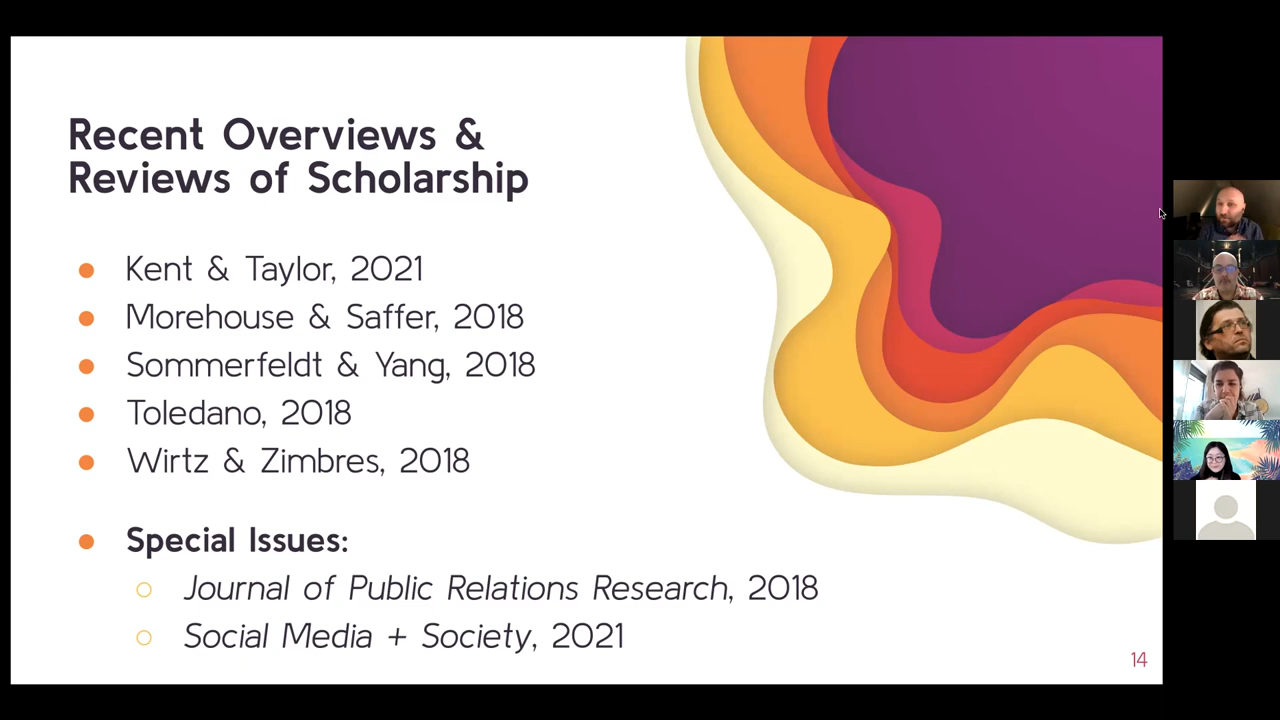 Recent Overviews &
Reviews of Scholarship
Kent & Taylor, 2021
Morehouse & Saffer, 2018
Sommerfeldt & Yang, 2018
Toledano, 2018
Wirtz & Zimbres, 2018
Special Issues:
Journal of Public Relations Research, 2018
Social Media + Society, 2021
14